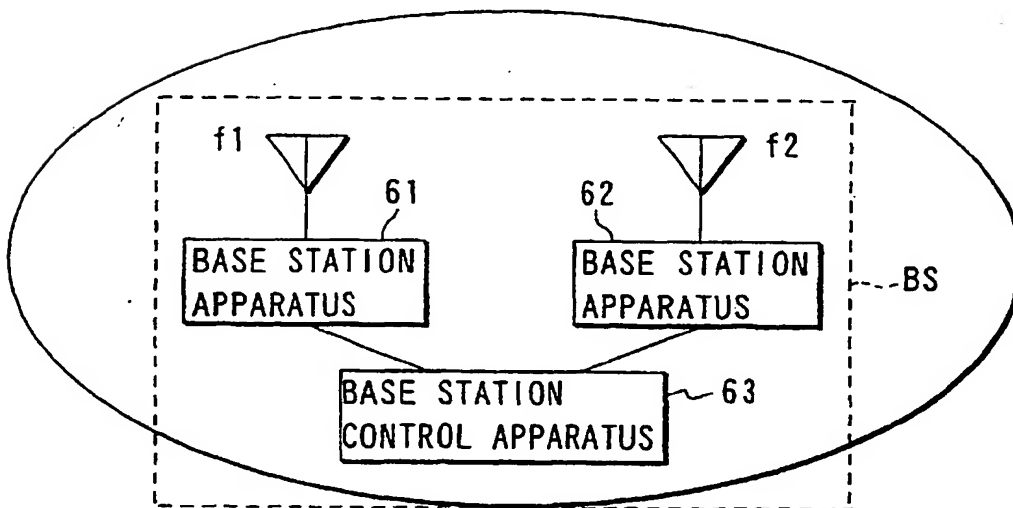 f1
f2
61
62
BASE STATION
APPARATUS
BASE STATION
APPARATUS
BS
BASE STATION
CONTROL APPARATUS
63